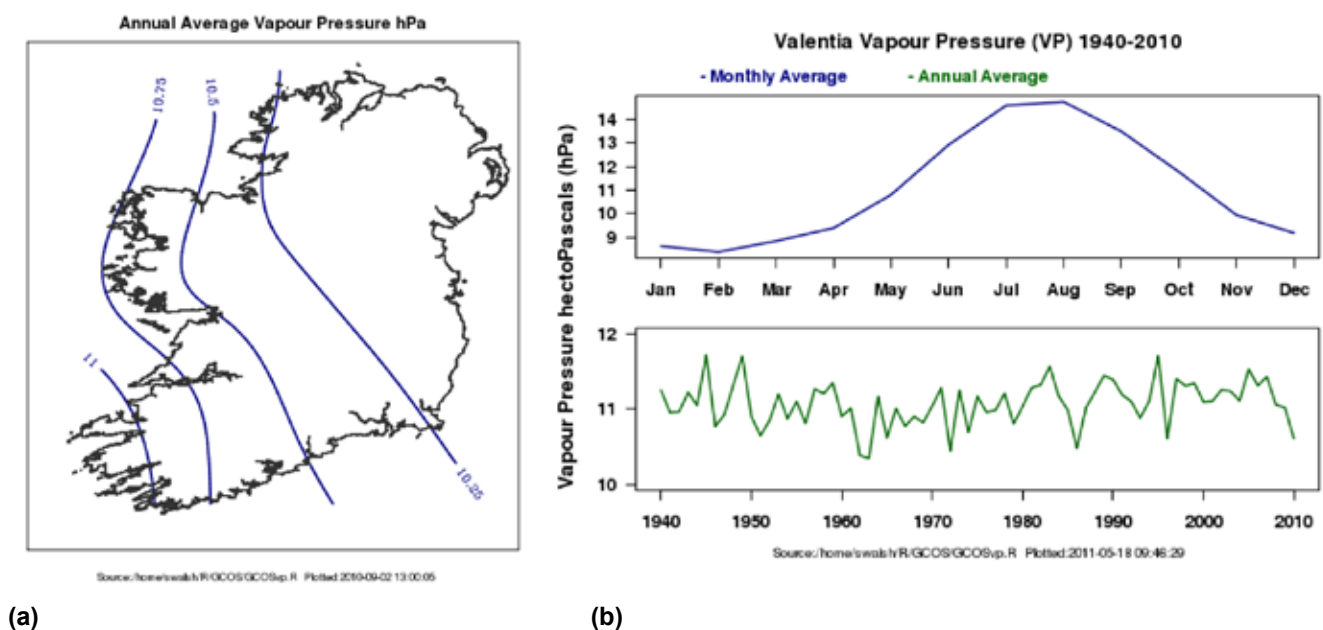 Annual Average Vapour Pressure hPa
10.75
10.5
11
10.25
Source:/home/swalsh/R/GCOS/GCOSvp.R Plotted:2010-09-02 13:00:05
(a)
Valentia Vapour Pressure (VP) 1940-2010
- Monthly Average - Annual Average
Vapour Pressure hectoPascals (hPa)
14
13
12
11
10
9
Jan Feb Mar Apr May Jun Jul Aug Sep Oct Nov Dec
12
11
10
1940 1950 1960 1970 1980 1990 2000 2010
Source:/home/swalsh/R/GCOS/GCOSvp.R Plotted:2011-05-18 09:46:29
(b)